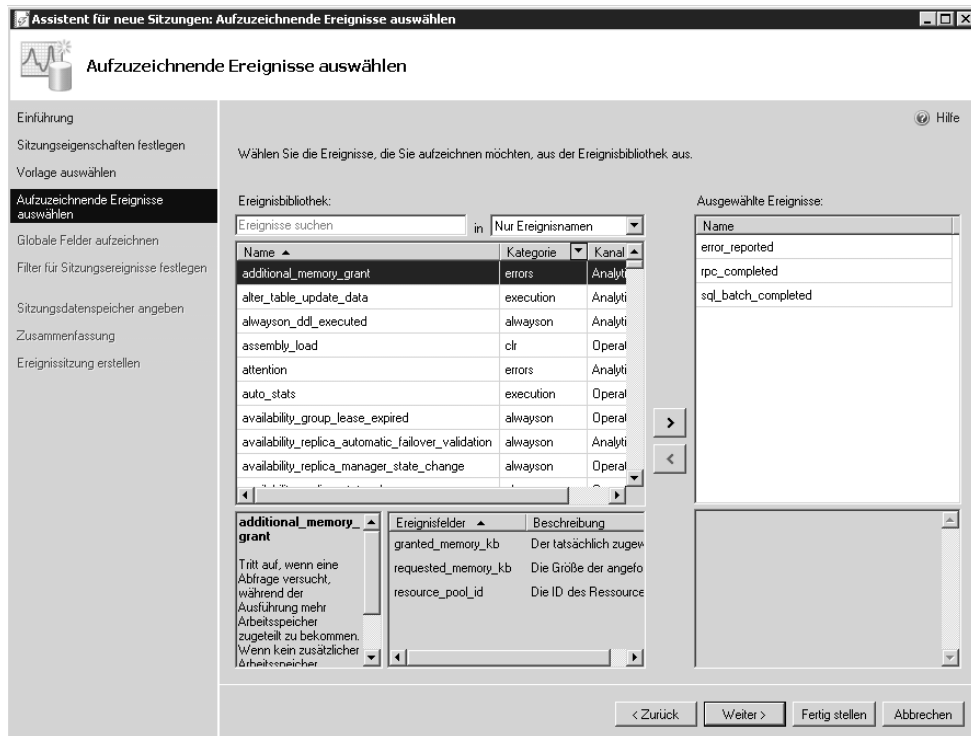 Assistent für neue Sitzungen: Aufzuzeichnende Ereignisse auswählen
Aufzuzeichnende Ereignisse auswählen
Einführung
Sitzungseigenschaften festlegen
Vorlage auswählen
Aufzuzeichnende Ereignisse
auswählen
Globale Felder aufzeichnen
Filter für Sitzungsereignisse festlegen
Sitzungsdatenspeicher angeben
Zusammenfassung
Ereignissitzung erstellen
Hilfe
Wählen Sie die Ereignisse, die Sie aufzeichnen möchten, aus der Ereignisbibliothek aus.
Ereignisbibliothek:
Ereignisse suchen in Nur Ereignisnamen
Name Kategorie Kanal
additional_memory_grant errors Analyti
alter_table_update_data execution Analyti
alwayson_ddl_executed alwayson Analyti
assembly_load clr Operat
attention errors Analyti
auto_stats execution Operat
availability_group_lease_expired alwayson Operat
availability_replica_automatic_failover_validation alwayson Analyti
availability_replica_manager_state_change alwayson Operat
additional_memory_
grant
Tritt auf, wenn eine
Abfrage versucht,
während der
Ausführung mehr
Arbeitsspeicher
zugeteilt zu bekommen.
Wenn kein zusätzlicher
Arbeitsspeicher
Ereignisfelder Beschreibung
granted_memory_kb Der tatsächlich zugew
requested_memory_kb Die Größe der angefo
resource_pool_id Die ID des Ressource
Ausgewählte Ereignisse:
Name
error_reported
rpc_completed
sql_batch_completed
< Zurück Weiter > Fertig stellen Abbrechen